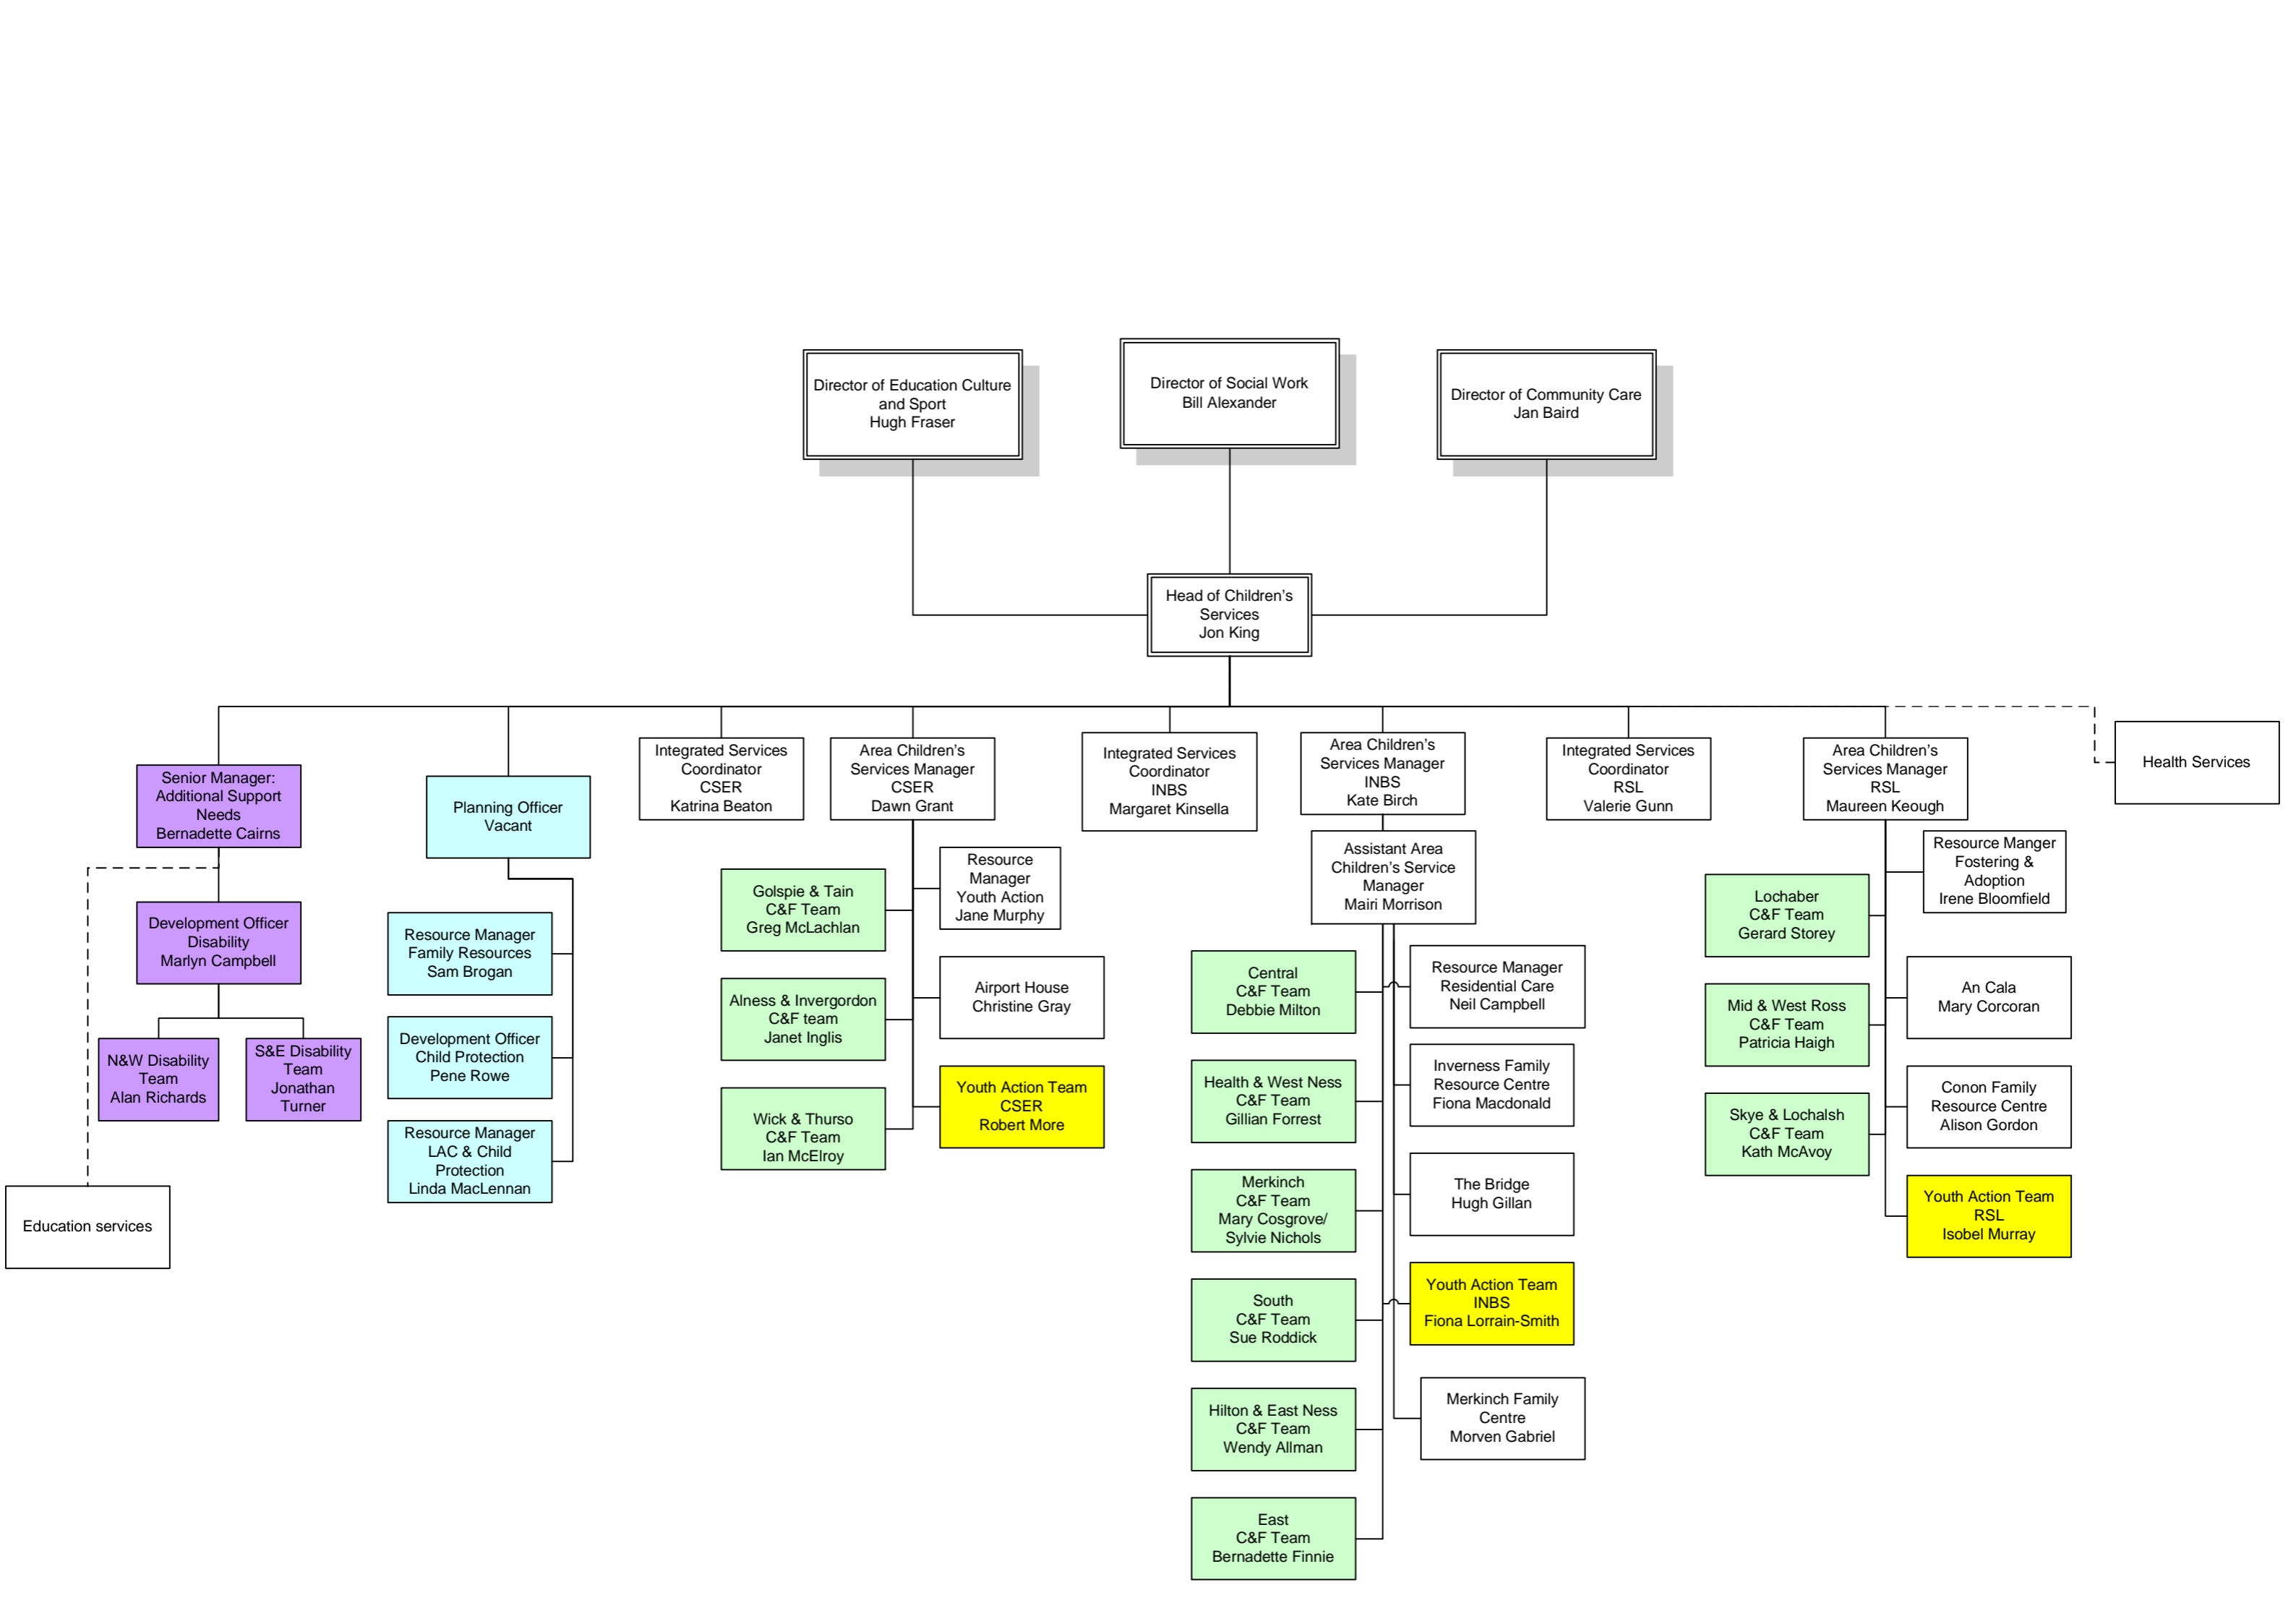 Director of Education Culture
and Sport
Hugh Fraser
Director of Social Work
Bill Alexander
Director of Community Care
Jan Baird
Head of Children's
Services
Jon King
Senior Manager:
Additional Support
Needs
Bernadette Cairns
Planning Officer
Vacant
Integrated Services
Coordinator
CSER
Katrina Beaton
Area Children's
Services Manager
CSER
Dawn Grant
Integrated Services
Coordinator
INBS
Margaret Kinsella
Area Children's
Services Manager
INBS
Kate Birch
Integrated Services
Coordinator
RSL
Valerie Gunn
Area Children's
Services Manager
RSL
Maureen Keough
Health Services
Development Officer
Disability
Marlyn Campbell
N&W Disability
Team
Alan Richards
S&E Disability
Team
Jonathan
Turner
Education services
Resource Manager
Family Resources
Sam Brogan
Development Officer
Child Protection
Pene Rowe
Resource Manager
LAC & Child
Protection
Linda MacLennan
Golspie & Tain
C&F Team
Greg McLachlan
Alness & Invergordon
C&F team
Janet Inglis
Wick & Thurso
C&F Team
Ian McElroy
Resource
Manager
Youth Action
Jane Murphy
Airport House
Christine Gray
Youth Action Team
CSER
Robert More
Assistant Area
Children's Service
Manager
Mairi Morrison
Central
C&F Team
Debbie Milton
Health & West Ness
C&F Team
Gillian Forrest
Merkinch
C&F Team
Mary Cosgrove/
Sylvie Nichols
South
C&F Team
Sue Roddick
Hilton & East Ness
C&F Team
Wendy Allman
East
C&F Team
Bernadette Finnie
Resource Manager
Residential Care
Neil Campbell
Inverness Family
Resource Centre
Fiona Macdonald
The Bridge
Hugh Gillan
Youth Action Team
INBS
Fiona Lorrain-Smith
Merkinch Family
Centre
Morven Gabriel
Lochaber
C&F Team
Gerard Storey
Mid & West Ross
C&F Team
Patricia Haigh
Skye & Lochalsh
C&F Team
Kath McAvoy
Resource Manger
Fostering &
Adoption
Irene Bloomfield
An Cala
Mary Corcoran
Conon Family
Resource Centre
Alison Gordon
Youth Action Team
RSL
Isobel Murray